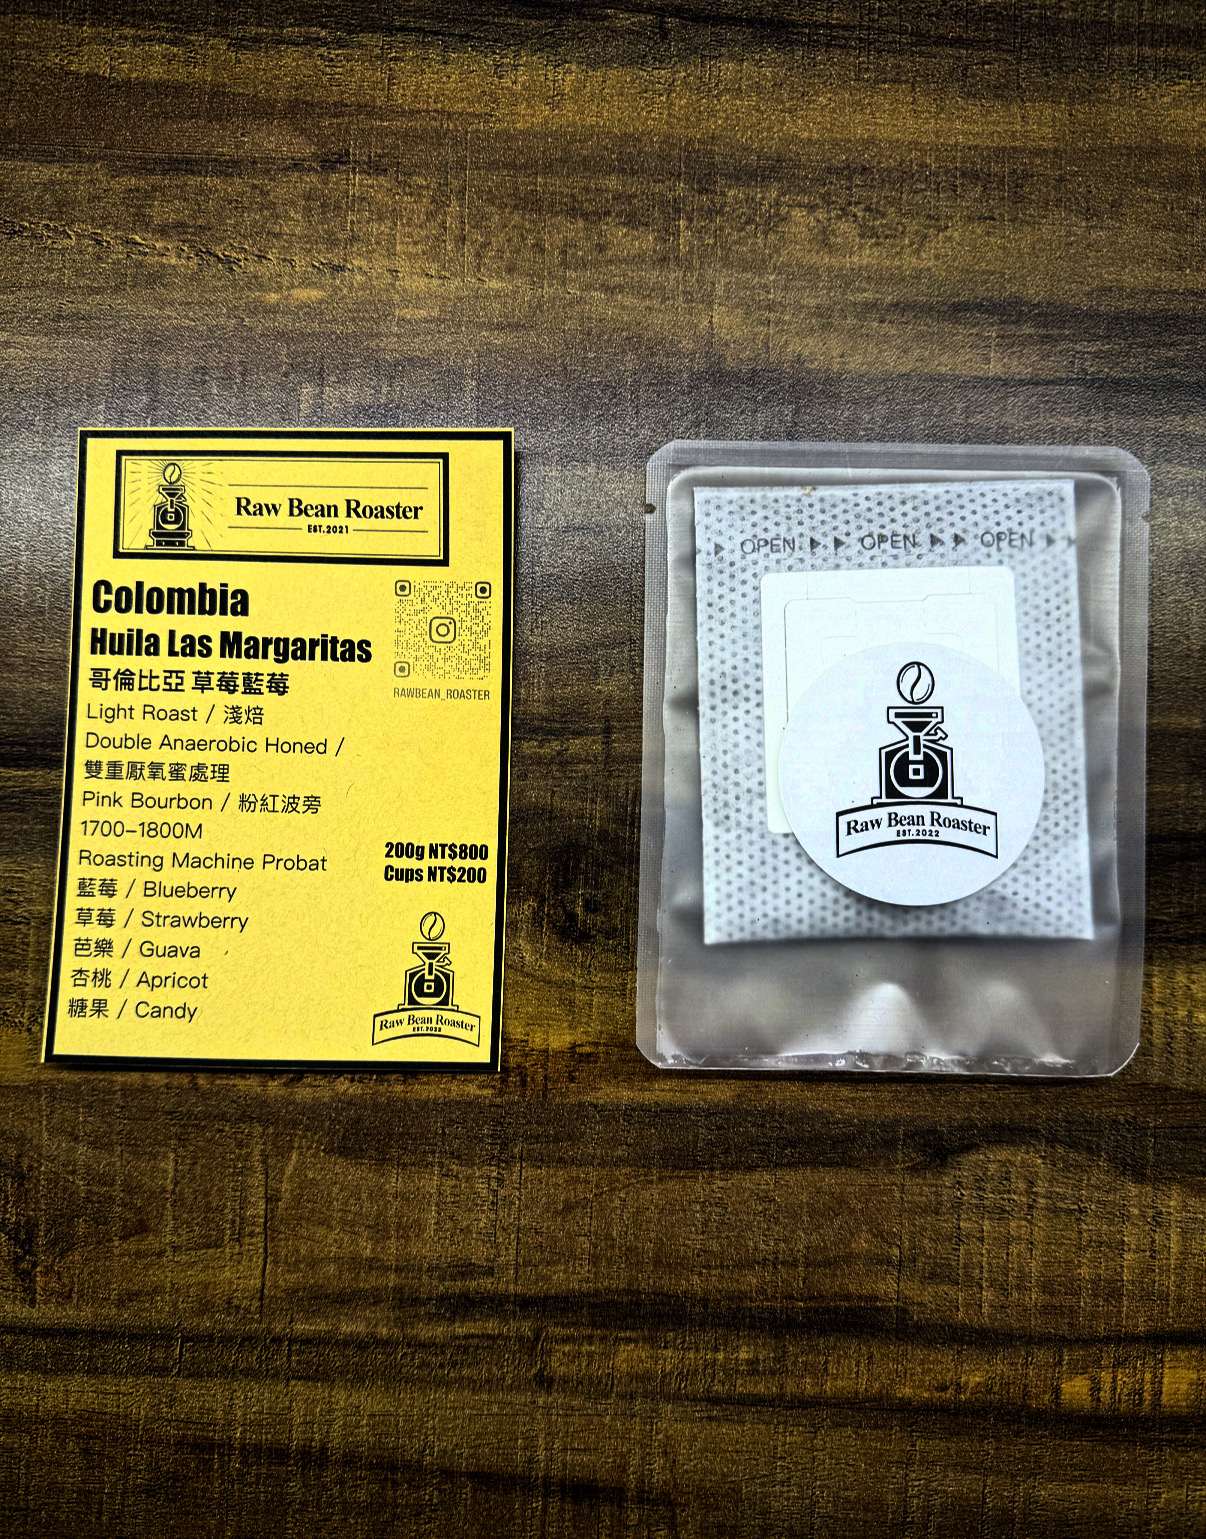 Raw Bean Roaster
EST.2021
Colombia
Huila Las Margaritas
哥倫比亞 草莓藍莓
RAWBEAN_ROASTER
Light Roast / 淺焙
Double Anaerobic Honed /
雙重厭氧蜜處理
Pink Bourbon / 粉紅波旁
1700-1800M
Roasting Machine Probat
藍莓 / Blueberry
草莓 / Strawberry
芭樂 / Guava
杏桃 / Apricot
糖果 / Candy
200g NT$800
Cups NT$200
Raw Bean Roaster
EST.2022
OPEN OPEN OPEN
Raw Bean Roaster
EST.2022